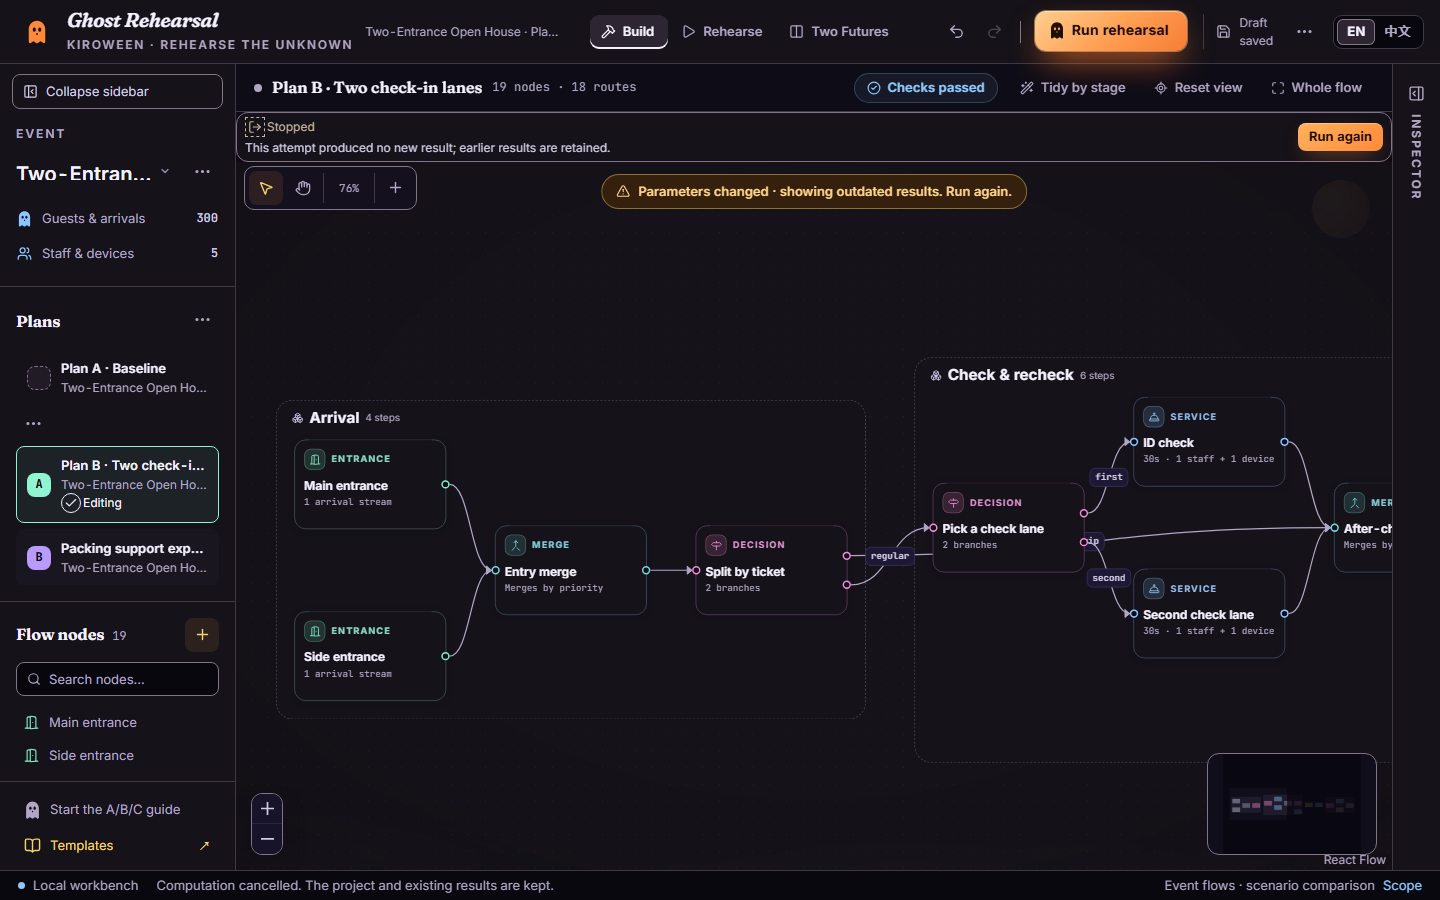 Ghost Rehearsal
KIROWEEN · REHEARSE THE UNKNOWN
Two-Entrance Open House · Pla...
Build
Rehearse
Two Futures
Run rehearsal
Draft saved
EN
中文
Collapse sidebar
EVENT
Two-Entran...
Guests & arrivals 300
Staff & devices 5
Plans
Plan A · Baseline
Two-Entrance Open Ho...
A
Plan B · Two check-i...
Two-Entrance Open Ho...
Editing
B
Packing support exp...
Two-Entrance Open Ho...
Flow nodes 19
Search nodes...
Main entrance
Side entrance
Start the A/B/C guide
Templates
Plan B · Two check-in lanes 19 nodes · 18 routes
Checks passed
Tidy by stage
Reset view
Whole flow
Stopped
This attempt produced no new result; earlier results are retained.
Run again
76%
Parameters changed · showing outdated results. Run again.
INSPECTOR
Arrival 4 steps
ENTRANCE
Main entrance
1 arrival stream
ENTRANCE
Side entrance
1 arrival stream
MERGE
Entry merge
Merges by priority
DECISION
Split by ticket
2 branches
regular
Check & recheck 6 steps
DECISION
Pick a check lane
2 branches
first
ip
second
SERVICE
ID check
30s · 1 staff + 1 device
SERVICE
Second check lane
30s · 1 staff + 1 device
MER
After-ch
Merges by
React Flow
Local workbench
Computation cancelled. The project and existing results are kept.
Event flows · scenario comparison Scope